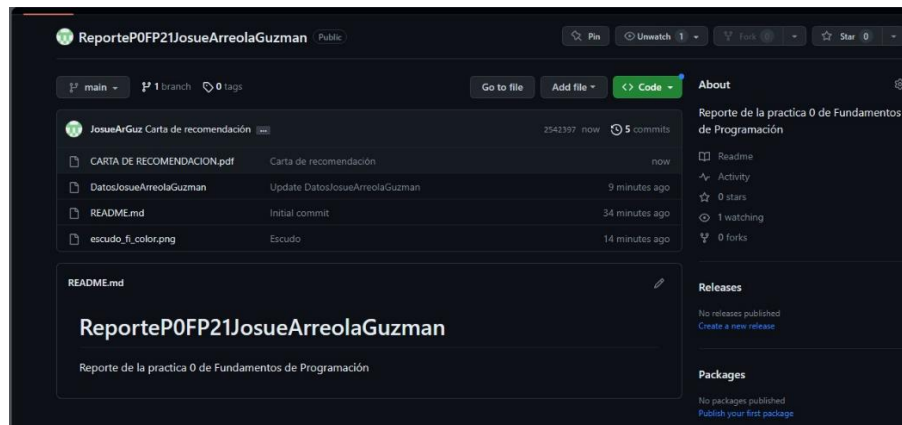 ReporteP0FP21JosueArreolaGuzman Public
Pin Unwatch 1 Fork 0 Star 0
main 1 branch 0 tags Go to file Add file <> Code
JosueArGuz Carta de recomendación ... 2542397 now 5 commits
CARTA DE RECOMENDACION.pdf Carta de recomendación now
DatosJosueArreolaGuzman Update DatosJosueArreolaGuzman 9 minutes ago
README.md Initial commit 34 minutes ago
escudo_fi_color.png Escudo 14 minutes ago
README.md
ReporteP0FP21JosueArreolaGuzman
Reporte de la practica 0 de Fundamentos de Programación
About
Reporte de la practica 0 de Fundamentos
de Programación
Readme
Activity
0 stars
1 watching
0 forks
Releases
No releases published
Create a new release
Packages
No packages published
Publish your first package